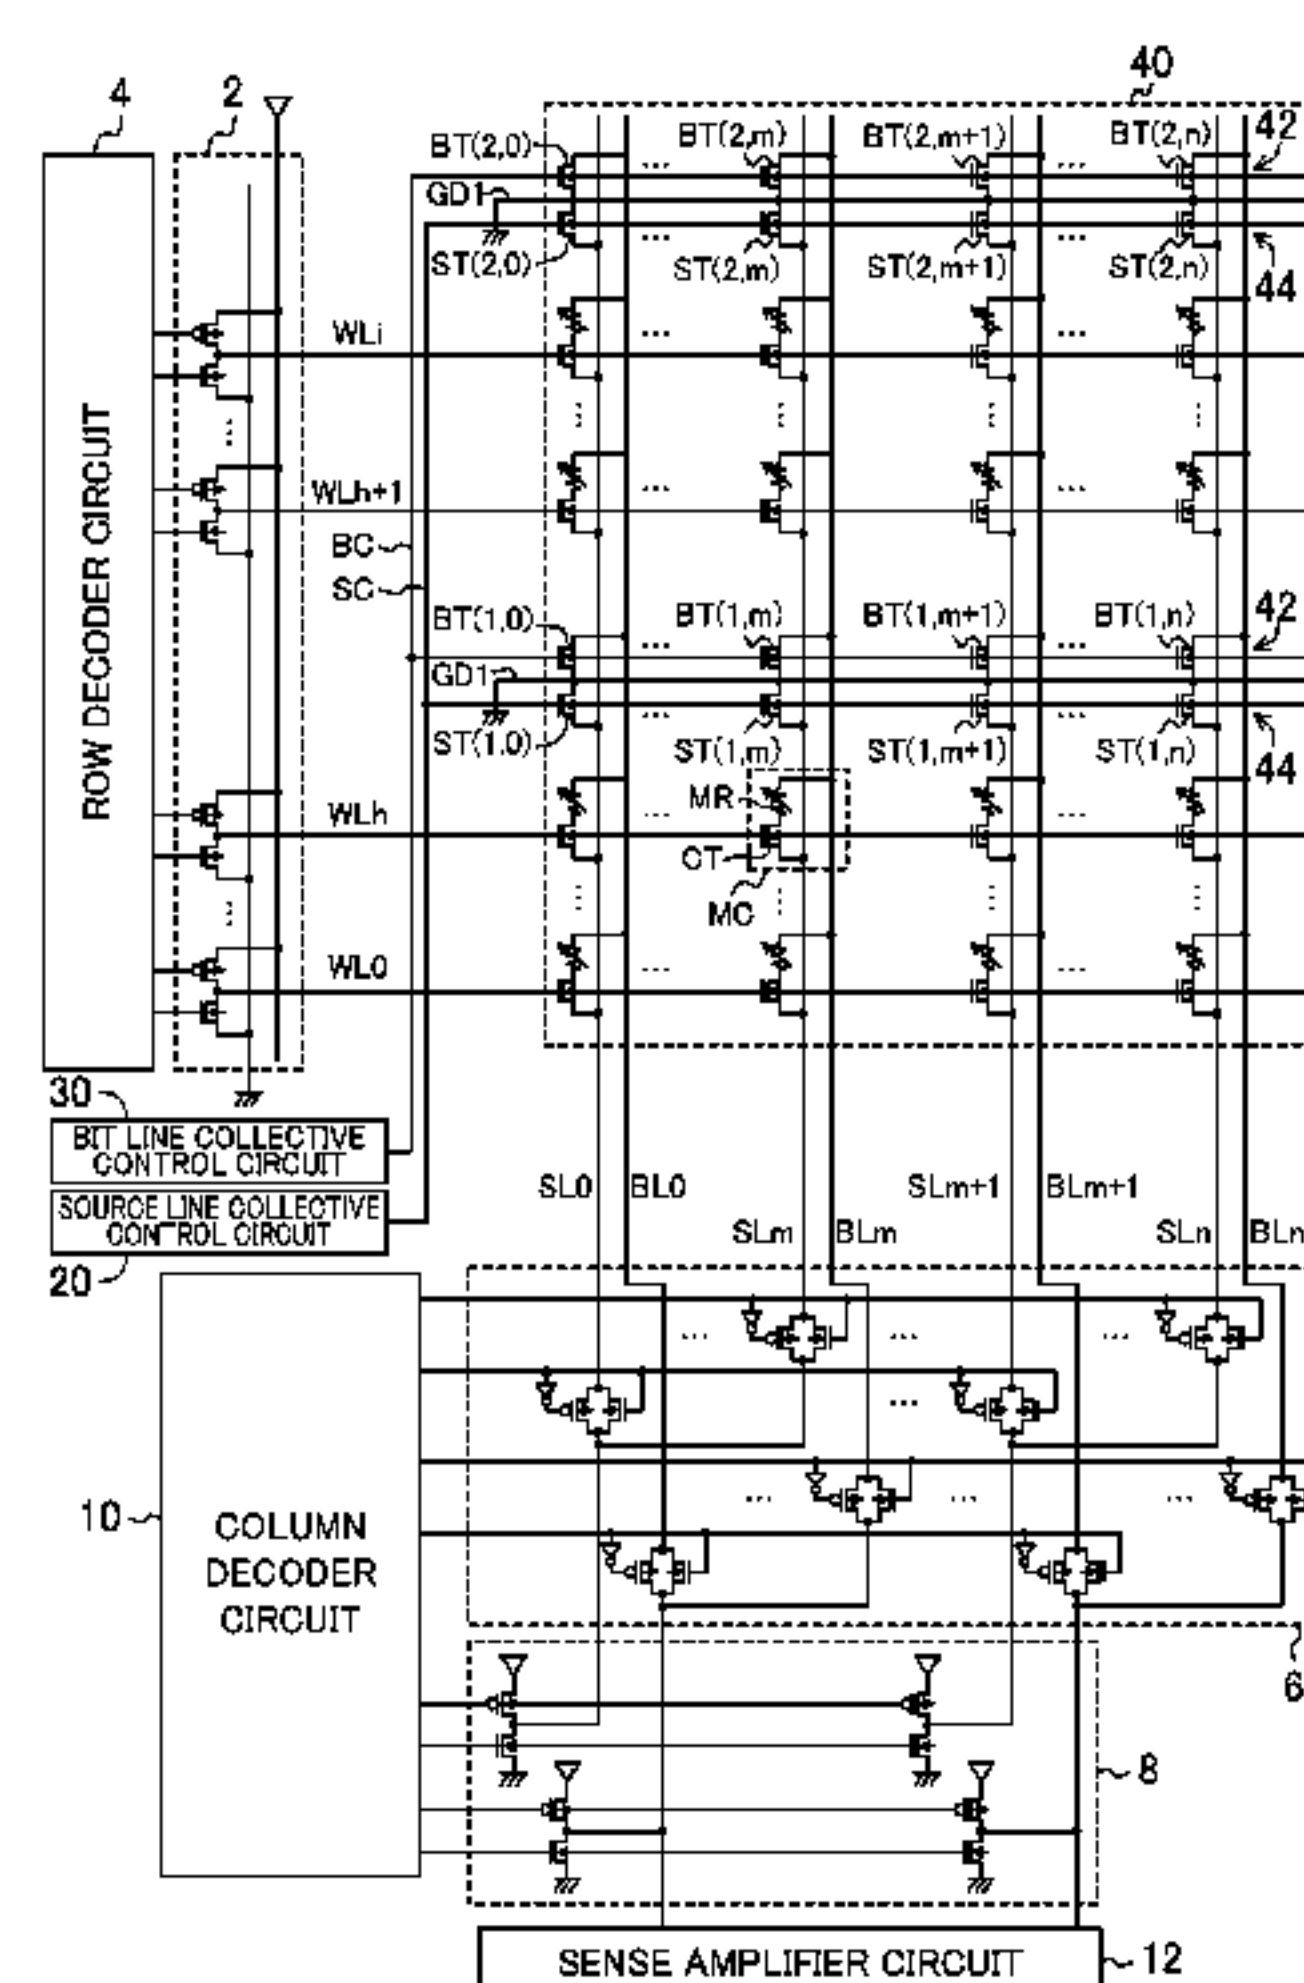 40
4
2
BT(2,0)
BT(2,m)
BT(2,m+1)
BT(2,n)
42
GD1
ST(2,0)
ST(2,m)
ST(2,m+1)
ST(2,n)
44
WLi
...
...
ROW DECODER CIRCUIT
WLh+1
...
...
BC
SC
BT(1,0)
BT(1,m)
BT(1,m+1)
BT(1,n)
42
GD1
ST(1,0)
ST(1,m)
ST(1,m+1)
ST(1,n)
44
WLh
MR
CT
MC
WL0
30
BIT LINE COLLECTIVE
CONTROL CIRCUIT
SOURCE LINE COLLECTIVE
CONTROL CIRCUIT
20
SL0
BL0
SLm+1
BLm+1
SLm
BLm
SLn
BLn
10
COLUMN
DECODER
CIRCUIT
6
8
SENSE AMPLIFIER CIRCUIT
12